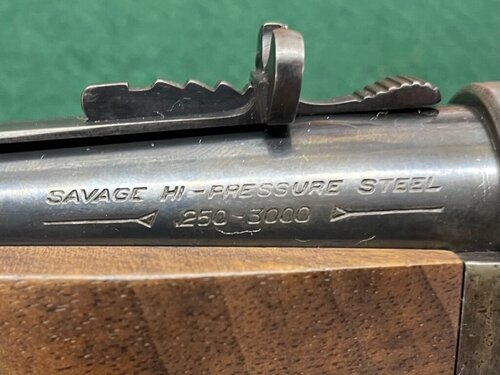 SAVAGE HI-PRESSURE STEEL
.250-3000